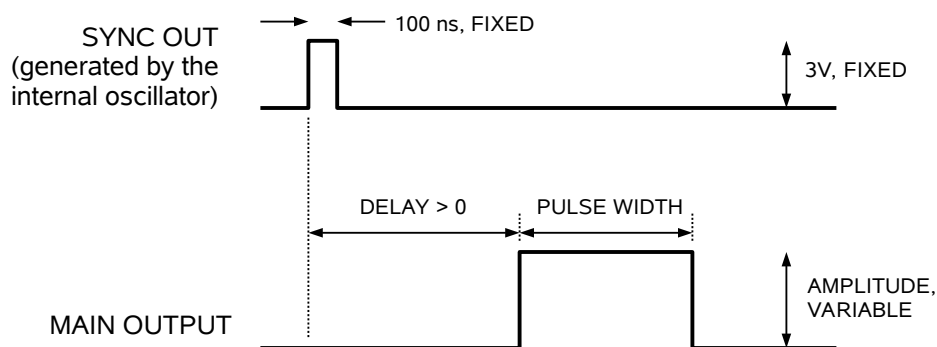 100 ns, FIXED
SYNC OUT
(generated by the
internal oscillator)
3V, FIXED
DELAY > 0
PULSE WIDTH
AMPLITUDE,
VARIABLE
MAIN OUTPUT